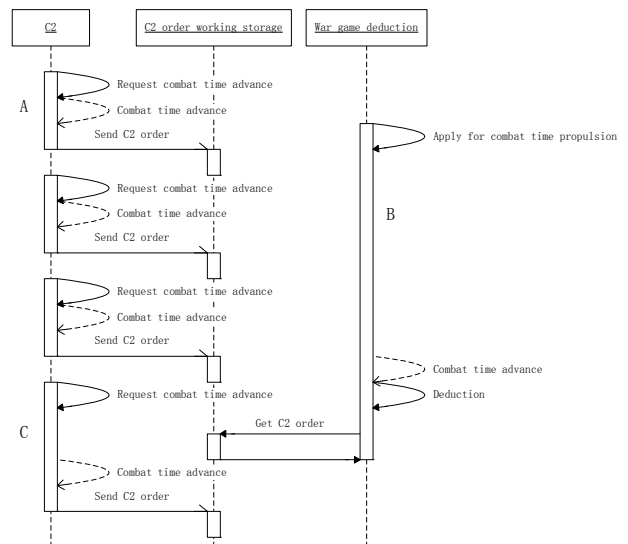 C2
C2 order working storage
War game deduction
Request combat time advance
A
Combat time advance
Send C2 order
Apply for combat time propulsion
Request combat time advance
Combat time advance
B
Send C2 order
Request combat time advance
Combat time advance
Send C2 order
Combat time advance
Request combat time advance
Deduction
C
Get C2 order
Combat time advance
Send C2 order